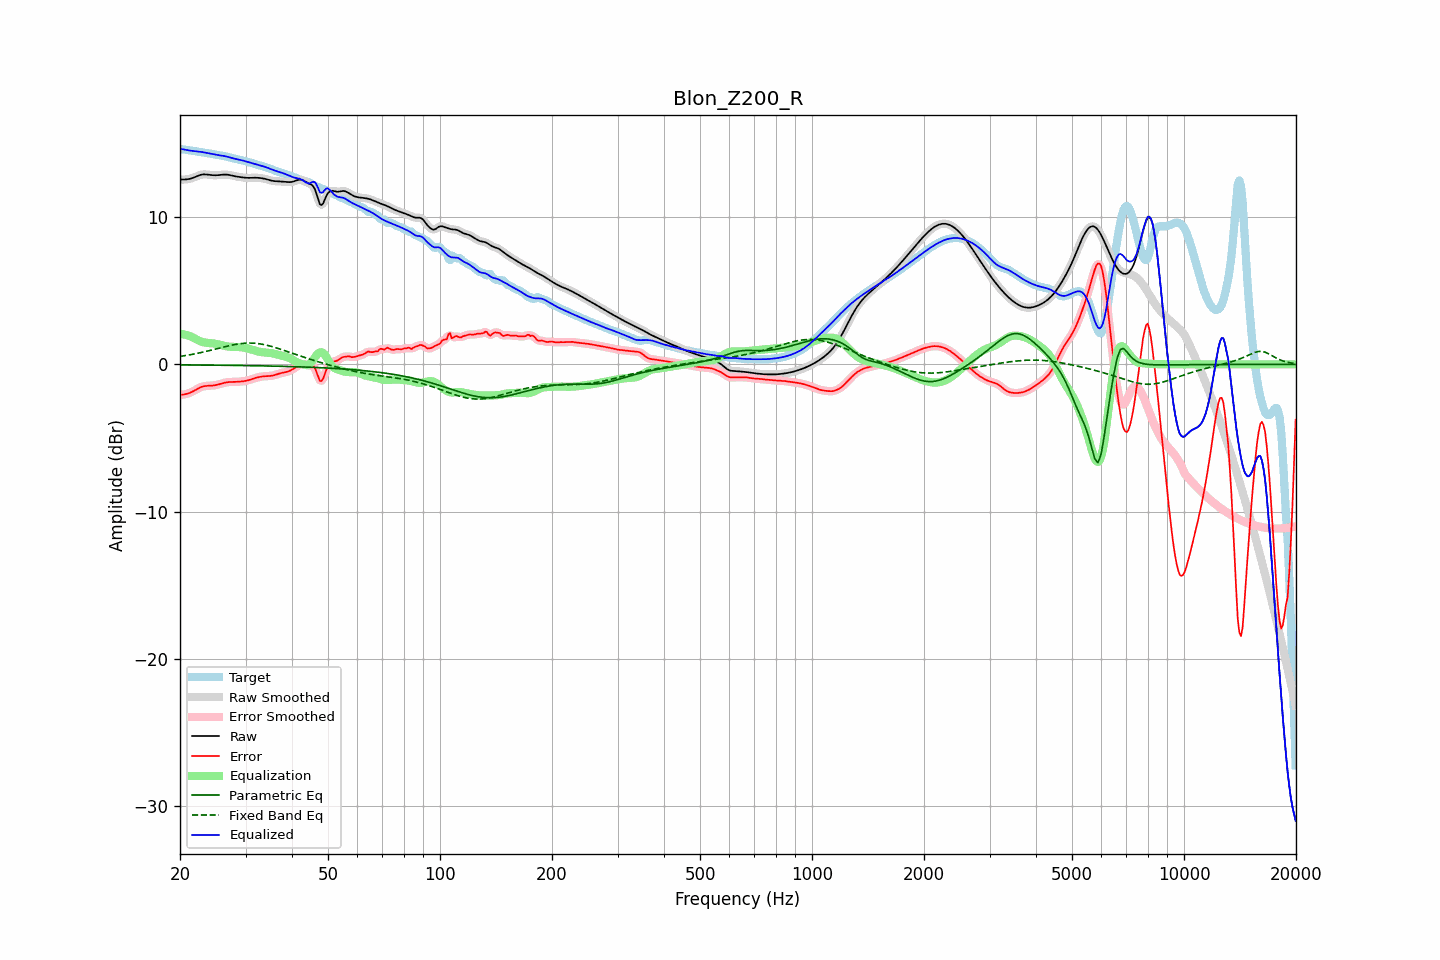 Blon_Z200_R
Amplitude (dBr)
10
0
−10
−20
−30
Target
Raw Smoothed
Error Smoothed
Raw
Error
Equalization
Parametric Eq
Fixed Band Eq
Equalized
20 50 100 200 500 1000 2000 5000 10000 20000
Frequency (Hz)